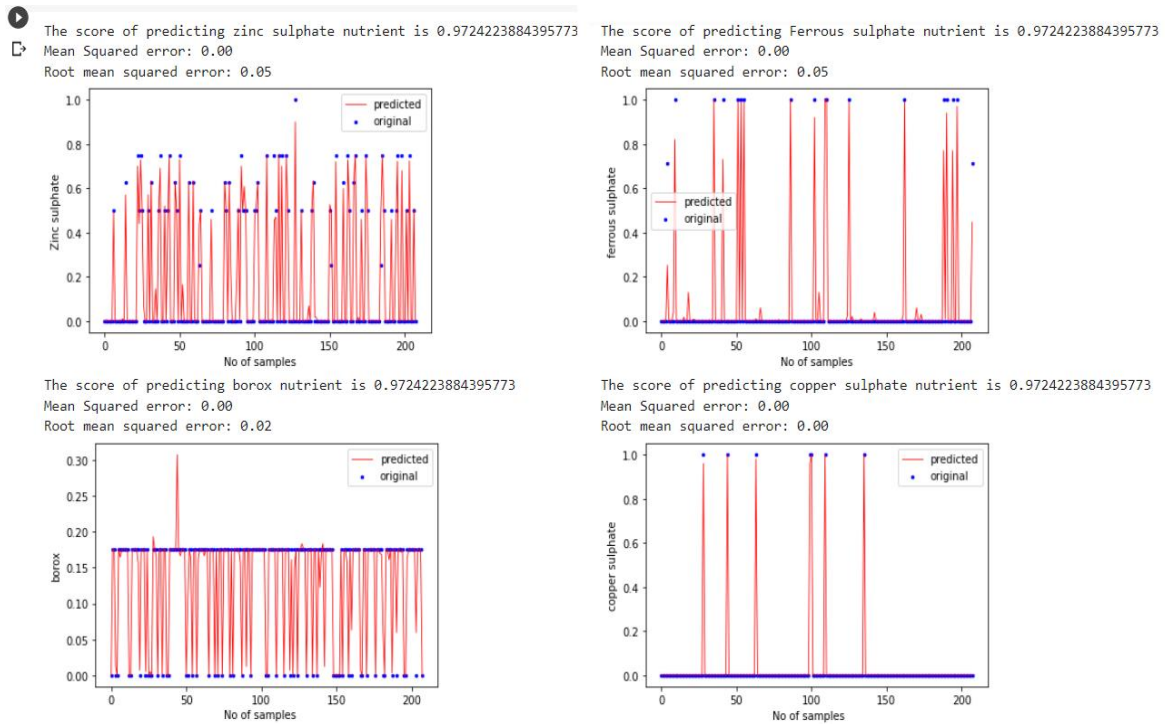 The score of predicting zinc sulphate nutrient is 0.9724223884395773
Mean Squared error: 0.00
Root mean squared error: 0.05
1.0
0.8
0.6
0.4
0.2
0.0
Zinc sulphate
predicted
original
0
50
100
150
200
No of samples
The score of predicting Ferrous sulphate nutrient is 0.9724223884395773
Mean Squared error: 0.00
Root mean squared error: 0.05
1.0
0.8
0.6
0.4
0.2
0.0
ferrous sulphate
predicted
original
0
50
100
150
200
No of samples
The score of predicting borox nutrient is 0.9724223884395773
Mean Squared error: 0.00
Root mean squared error: 0.02
0.30
0.25
0.20
0.15
0.10
0.05
0.00
borox
predicted
original
0
50
100
150
200
No of samples
The score of predicting copper sulphate nutrient is 0.9724223884395773
Mean Squared error: 0.00
Root mean squared error: 0.00
1.0
0.8
0.6
0.4
0.2
0.0
copper sulphate
predicted
original
0
50
100
150
200
No of samples